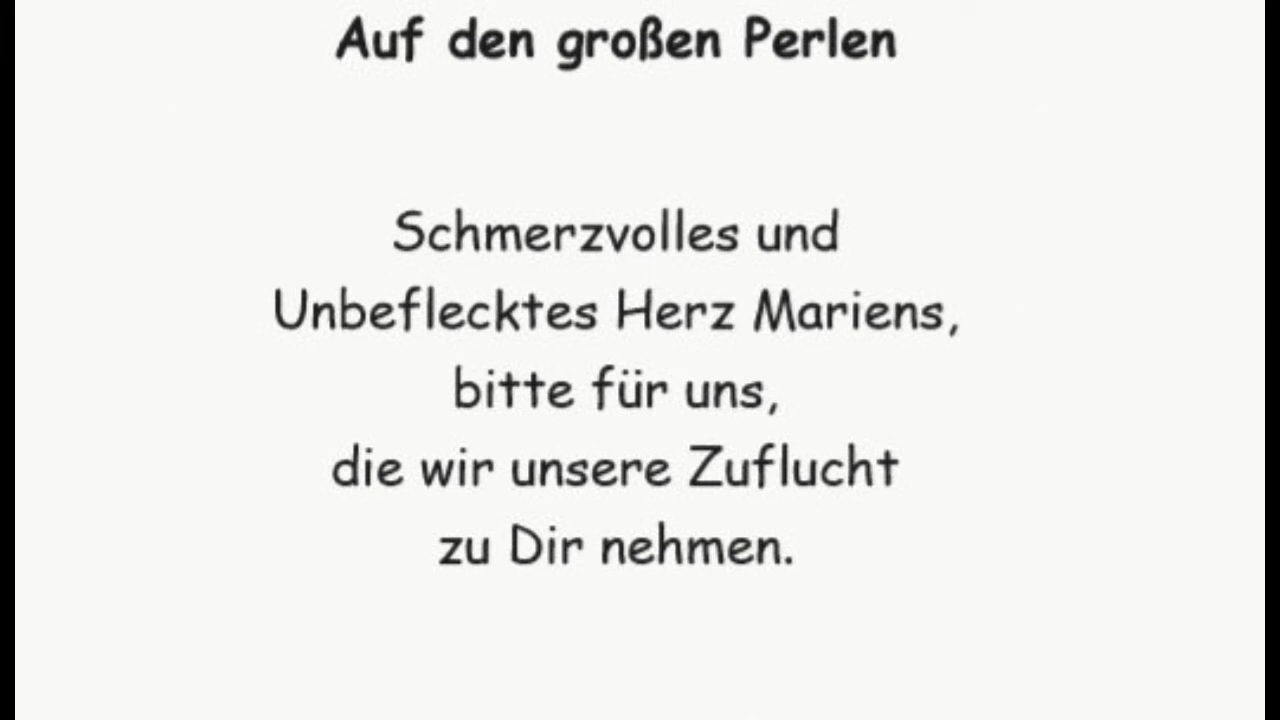 Auf den großen Perlen
Schmerzvolles und
Unbeflecktes Herz Mariens,
bitte für uns,
die wir unsere Zuflucht
zu Dir nehmen.